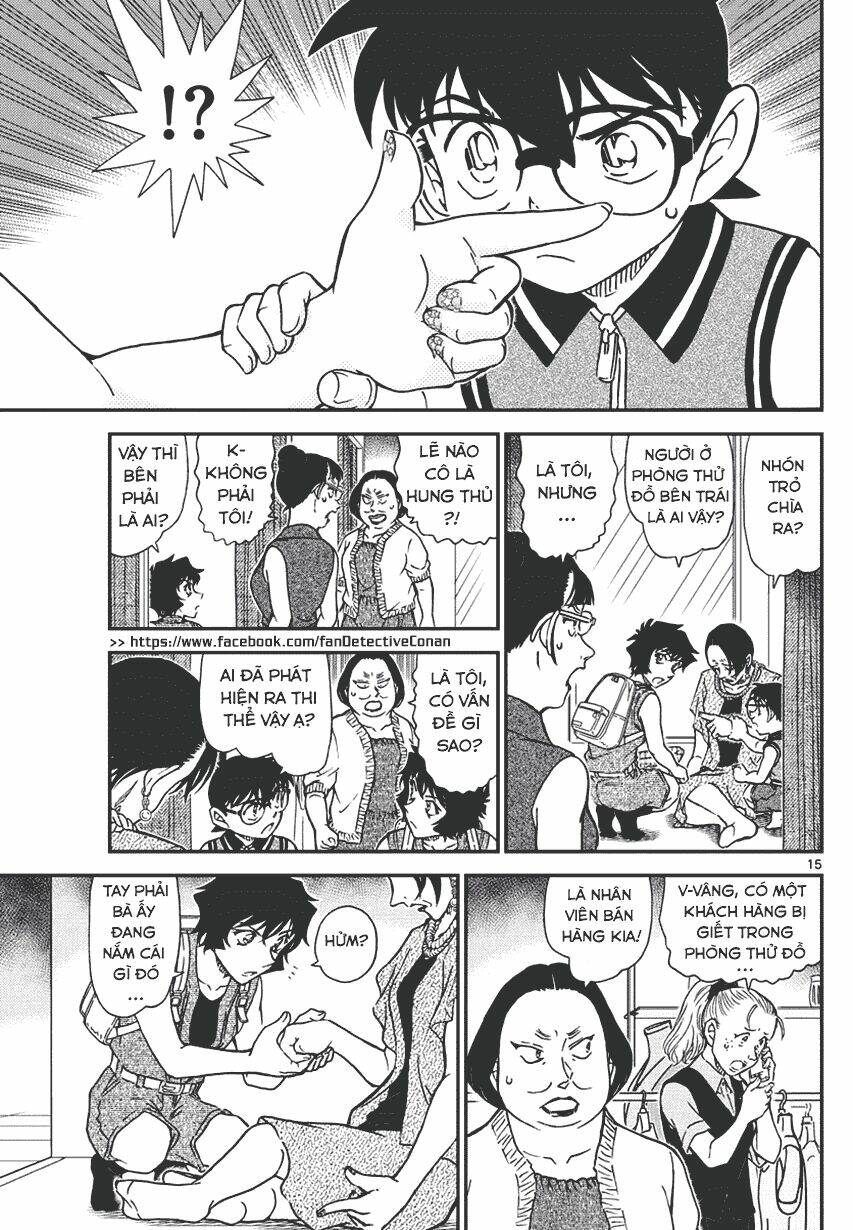 !?
NHÓN
TRỎ
CHÌA
RA?
NGƯỜI Ở
PHÒNG THỬ
ĐỒ BÊN TRÁI
LÀ AI VẬY?
LÀ TÔI,
NHƯNG
...
LẼ NÀO
CÔ LÀ
HUNG THỦ
?!
K-
KHÔNG
PHẢI
TÔI!
VẬY THÌ
BÊN
PHẢI
LÀ AI?
>> https://www.facebook.com/fanDetectiveConan
LÀ TÔI,
CÓ VẤN
ĐỀ GÌ
SAO?
AI ĐÃ PHÁT
HIỆN RA THI
THỂ VẬY Ạ?
15
V-VÂNG, CÓ MỘT
KHÁCH HÀNG BỊ
GIẾT TRONG
PHÒNG THỬ ĐỒ
...
LÀ NHÂN
VIÊN BÁN
HÀNG KIA!
HỬM?
TAY PHẢI
BÀ ẤY
ĐANG
NẮM CÁI
GÌ ĐÓ
...